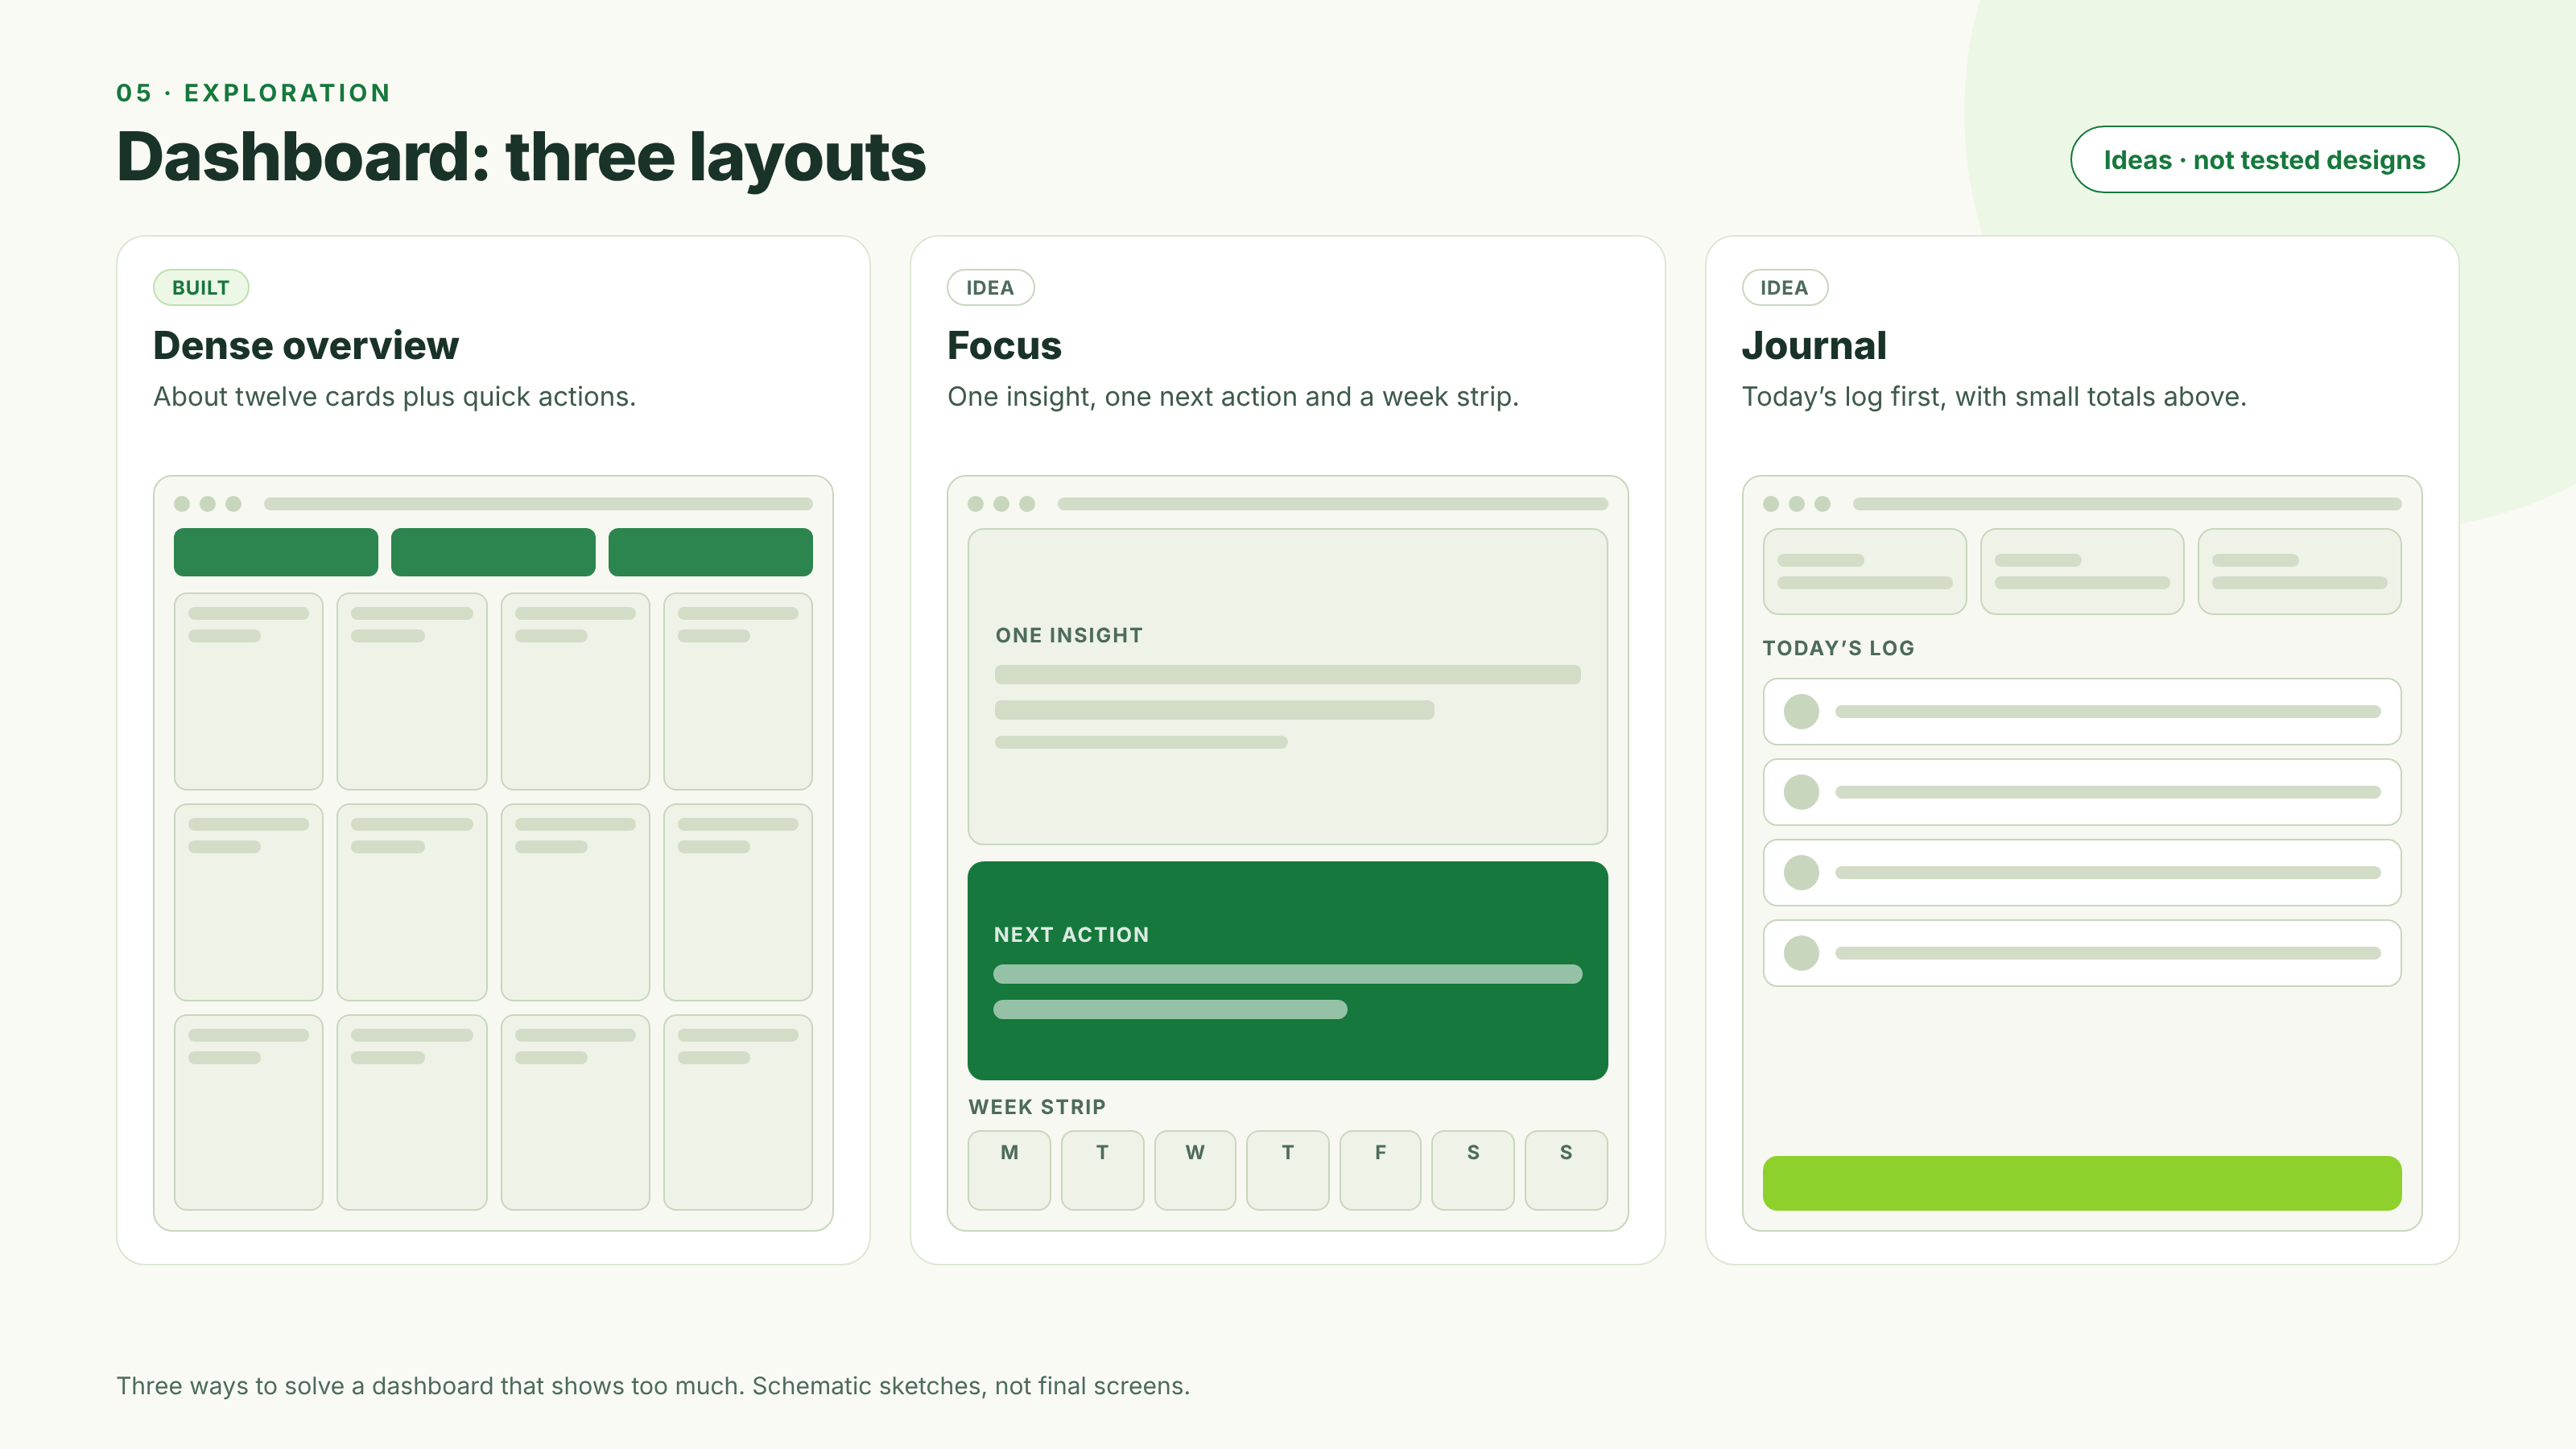 05 · EXPLORATION
Dashboard: three layouts
Ideas · not tested designs
BUILT
Dense overview
About twelve cards plus quick actions.
IDEA
Focus
One insight, one next action and a week strip.
ONE INSIGHT
NEXT ACTION
WEEK STRIP
M T W T F S S
IDEA
Journal
Today’s log first, with small totals above.
TODAY’S LOG
Three ways to solve a dashboard that shows too much. Schematic sketches, not final screens.